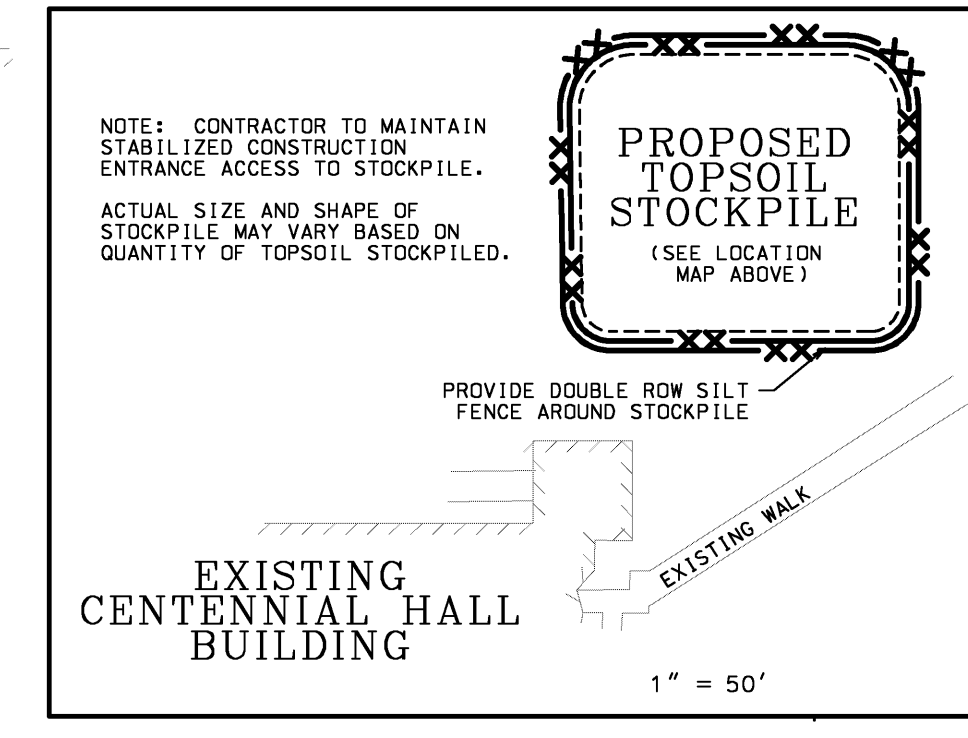 NOTE: CONTRACTOR TO MAINTAIN
STABILIZED CONSTRUCTION
ENTRANCE ACCESS TO STOCKPILE.
ACTUAL SIZE AND SHAPE OF
STOCKPILE MAY VARY BASED ON
QUANTITY OF TOPSOIL STOCKPILED.
PROPOSED
TOPSOIL
STOCKPILE
(SEE LOCATION
MAP ABOVE)
PROVIDE DOUBLE ROW SILT
FENCE AROUND STOCKPILE
EXISTING WALK
EXISTING
CENTENNIAL HALL
BUILDING
1" = 50'